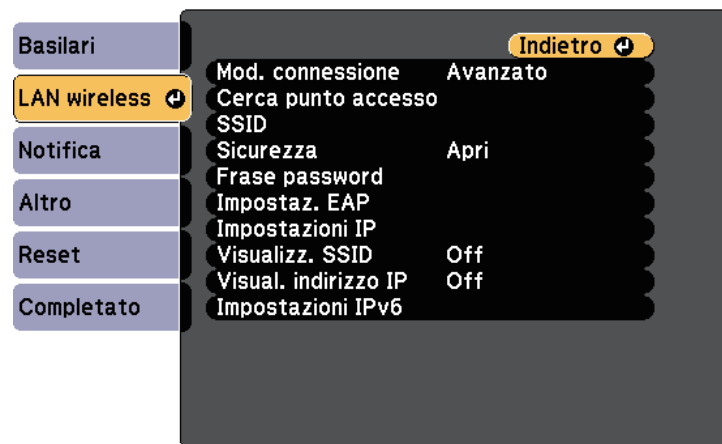 Basilari
LAN wireless
Notifica
Altro
Reset
Completato
Indietro
Mod. connessione Avanzato
Cerca punto accesso
SSID
Sicurezza Apri
Frase password
Impostaz. EAP
Impostazioni IP
Visualizz. SSID Off
Visual. indirizzo IP Off
Impostazioni IPv6